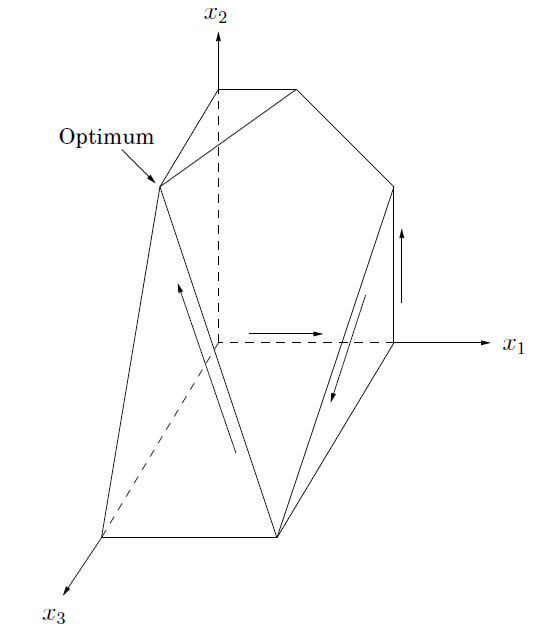 x₂
Optimum
x₁
x₃